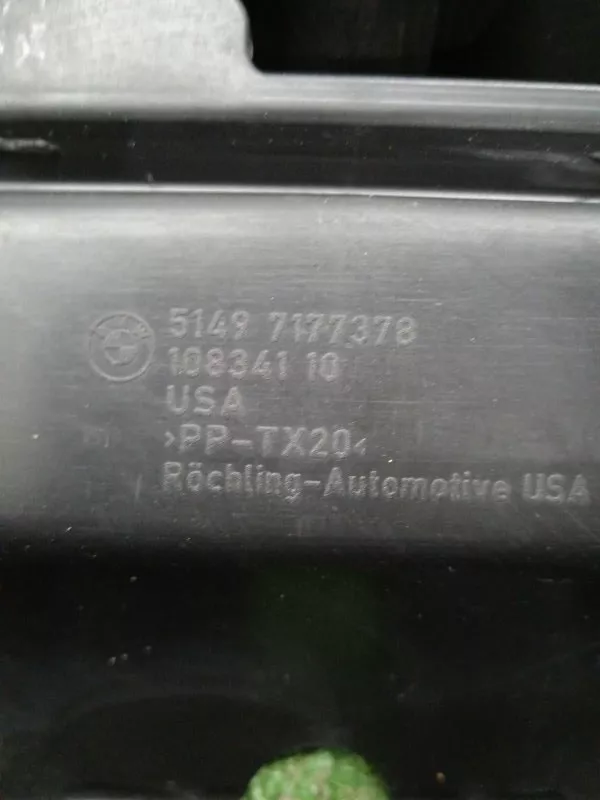 5149 7177378
108341 10
USA
>PP-TX20<
Röchling-Automotive USA